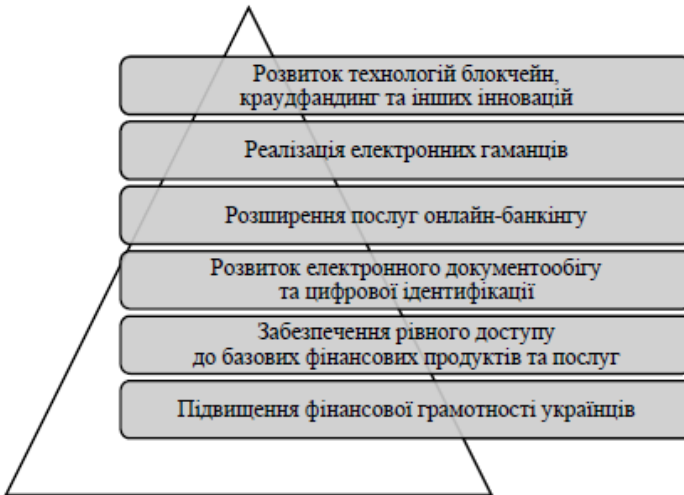 Розвиток технологій блокчейн,
краудфандинг та інших інновацій
Реалізація електронних гаманців
Розширення послуг онлайн-банкінгу
Розвиток електронного документообігу
та цифрової ідентифікації
Забезпечення рівного доступу
до базових фінансових продуктів та послуг
Підвищення фінансової грамотності українців